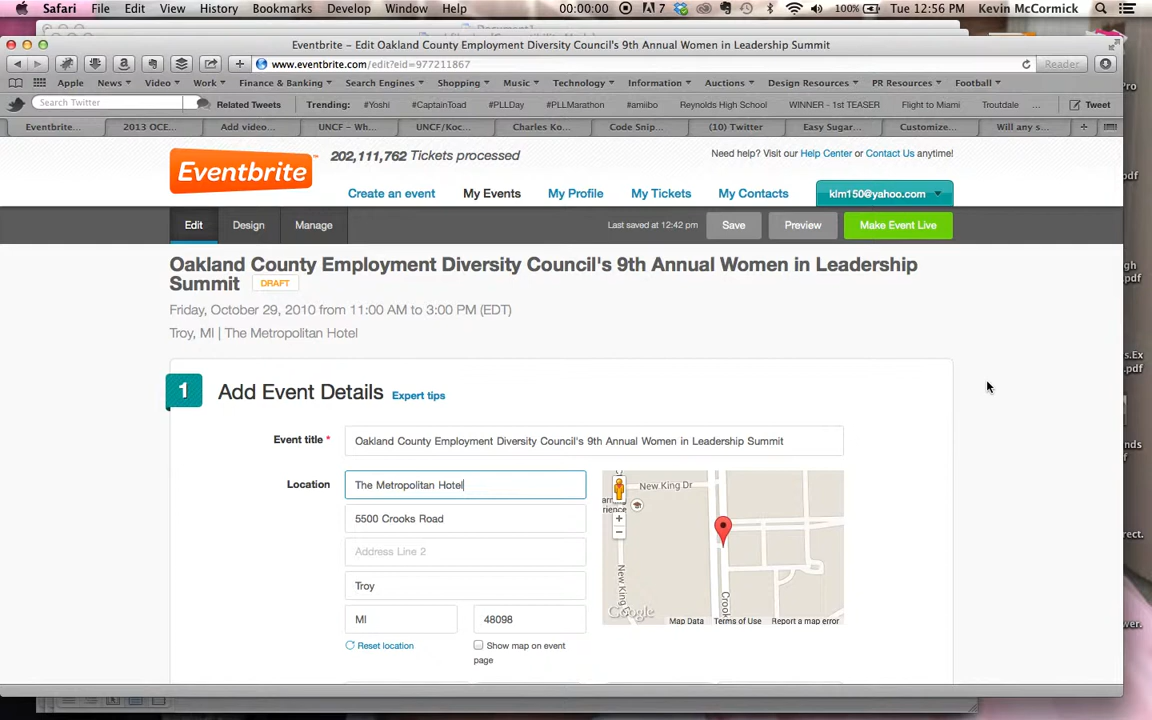 Safari File Edit View History Bookmarks Develop Window Help 00:00:00 7 100% Tue 12:56 PM Kevin McCormick
Eventbrite – Edit Oakland County Employment Diversity Council's 9th Annual Women in Leadership Summit
www.eventbrite.com/edit?eid=977211867 Reader
Apple News Video Work Finance & Banking Search Engines Shopping Music Technology Information Auctions Design Resources PR Resources Football
Search Twitter Related Tweets Trending: #Yoshi #CaptainToad #PLLDay #PLLMarathon #amiibo Reynolds High School WINNER - 1st TEASER Flight to Miami Troutdale ... Tweet
Eventbrite... 2013 OCE... Add video... UNCF - Wh... UNCF/Koc... Charles Ko... Code Snip... (10) Twitter Easy Sugar... Customize... Will any s...
Eventbrite
202,111,762 Tickets processed
Need help? Visit our Help Center or Contact Us anytime!
Create an event My Events My Profile My Tickets My Contacts klm150@yahoo.com
Edit Design Manage Last saved at 12:42 pm Save Preview Make Event Live
Oakland County Employment Diversity Council's 9th Annual Women in Leadership
Summit DRAFT
Friday, October 29, 2010 from 11:00 AM to 3:00 PM (EDT)
Troy, MI | The Metropolitan Hotel
1 Add Event Details Expert tips
Event title * Oakland County Employment Diversity Council's 9th Annual Women in Leadership Summit
Location The Metropolitan Hotel
5500 Crooks Road
Address Line 2
Troy
MI 48098
Reset location Show map on event
page
New King Dr
New King
Crook
Google Map Data Terms of Use Report a map error